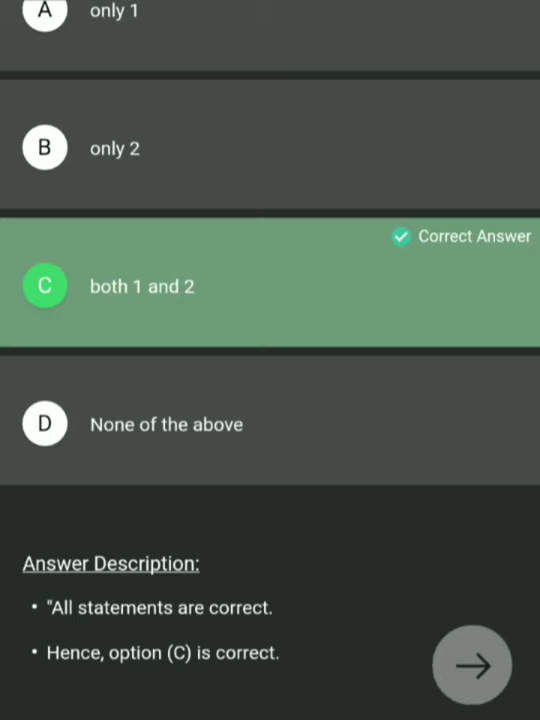 A only 1
B only 2
Correct Answer
C both 1 and 2
D None of the above
Answer Description:
• "All statements are correct.
• Hence, option (C) is correct.